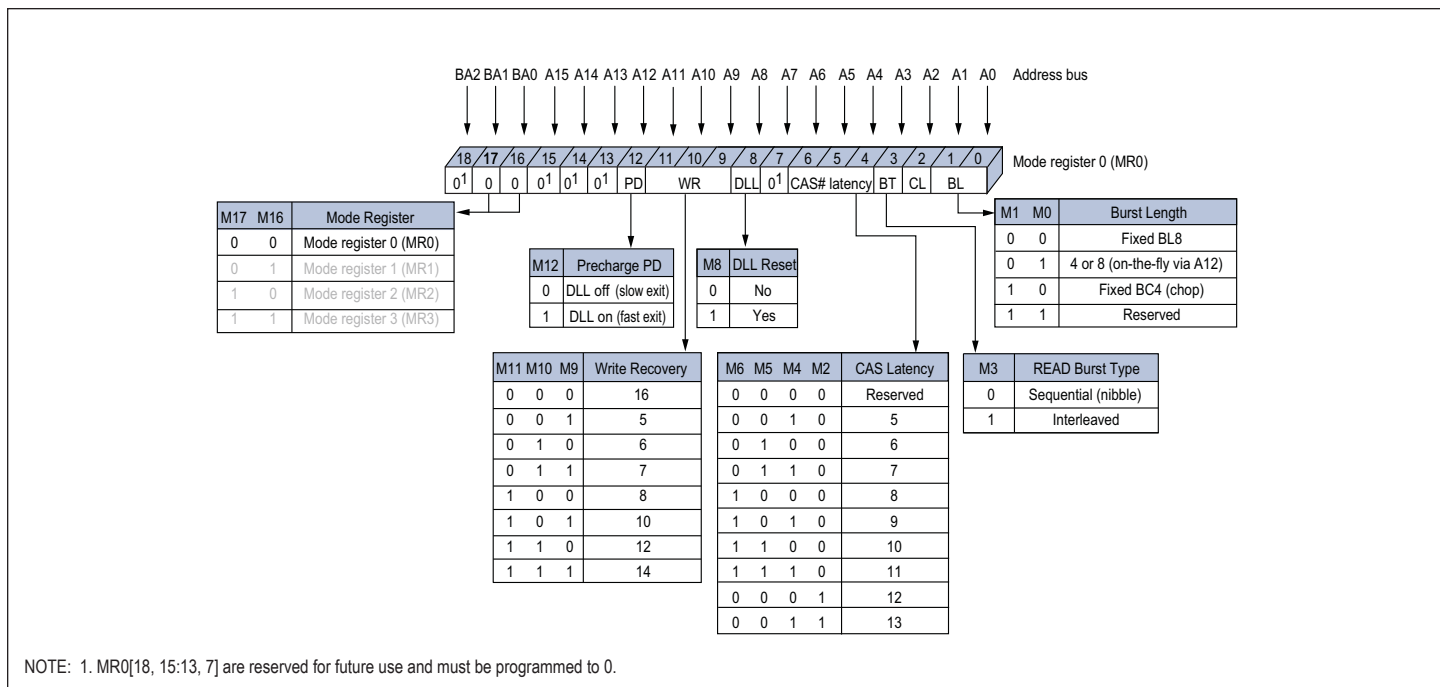 BA2 BA1 BA0 A15 A14 A13 A12 A11 A10 A9 A8 A7 A6 A5 A4 A3 A2 A1 A0 Address bus
18 17 16 15 14 13 12 11 10 9 8 7 6 5 4 3 2 1 0 Mode register 0 (MR0)
0¹ 0 0 0¹ 0¹ 0¹ PD WR DLL 0¹ CAS# latency BT CL BL
M17 M16 Mode Register
0 0 Mode register 0 (MR0)
0 1 Mode register 1 (MR1)
1 0 Mode register 2 (MR2)
1 1 Mode register 3 (MR3)
M12 Precharge PD
0 DLL off (slow exit)
1 DLL on (fast exit)
M8 DLL Reset
0 No
1 Yes
M1 M0 Burst Length
0 0 Fixed BL8
0 1 4 or 8 (on-the-fly via A12)
1 0 Fixed BC4 (chop)
1 1 Reserved
M11 M10 M9 Write Recovery
0 0 0 16
0 0 1 5
0 1 0 6
0 1 1 7
1 0 0 8
1 0 1 10
1 1 0 12
1 1 1 14
M6 M5 M4 M2 CAS Latency
0 0 0 0 Reserved
0 0 1 0 5
0 1 0 0 6
0 1 1 0 7
1 0 0 0 8
1 0 1 0 9
1 1 0 0 10
1 1 1 0 11
0 0 0 1 12
0 0 1 1 13
M3 READ Burst Type
0 Sequential (nibble)
1 Interleaved
NOTE: 1. MR0[18, 15:13, 7] are reserved for future use and must be programmed to 0.